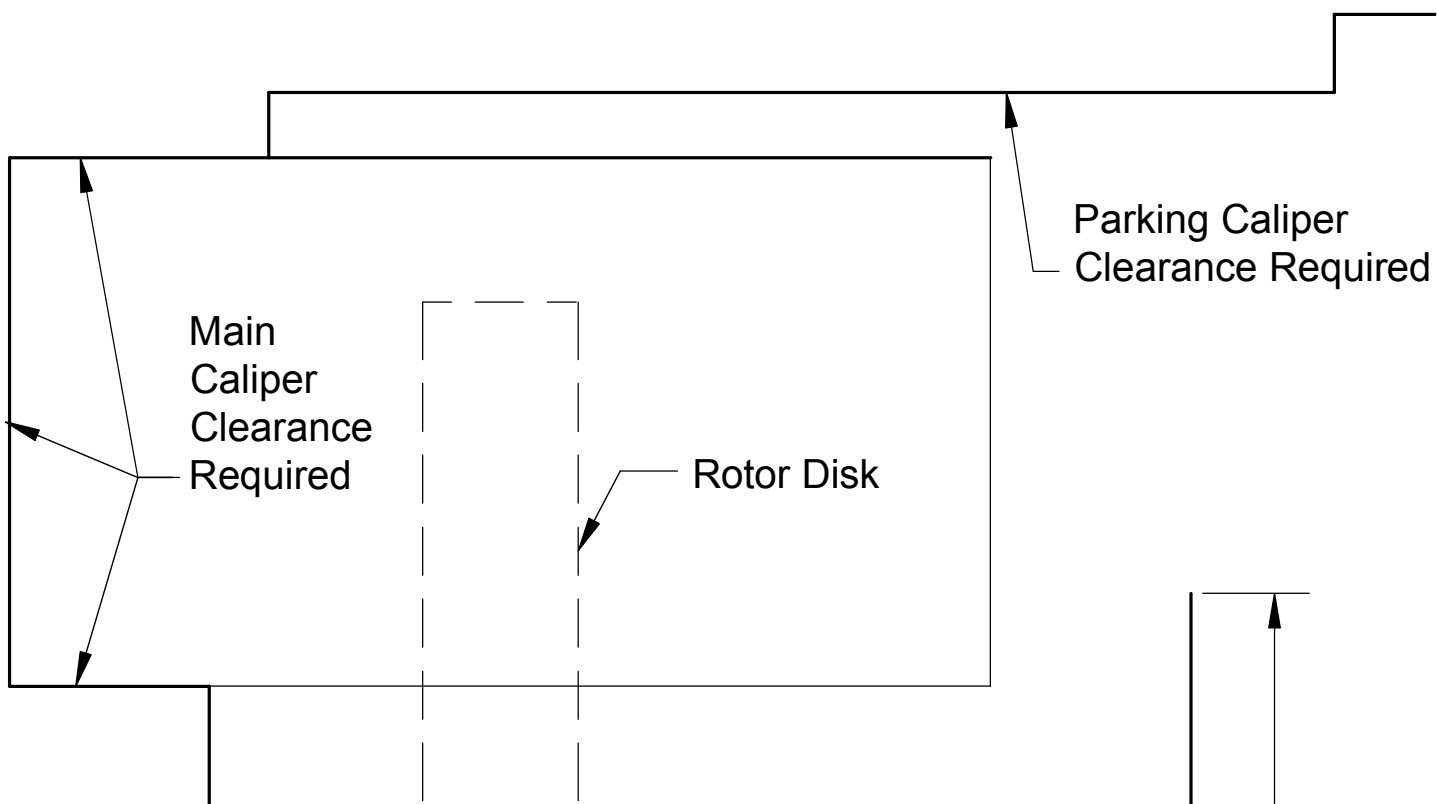 Parking Caliper
Clearance Required
Main
Caliper
Clearance
Required
Rotor Disk